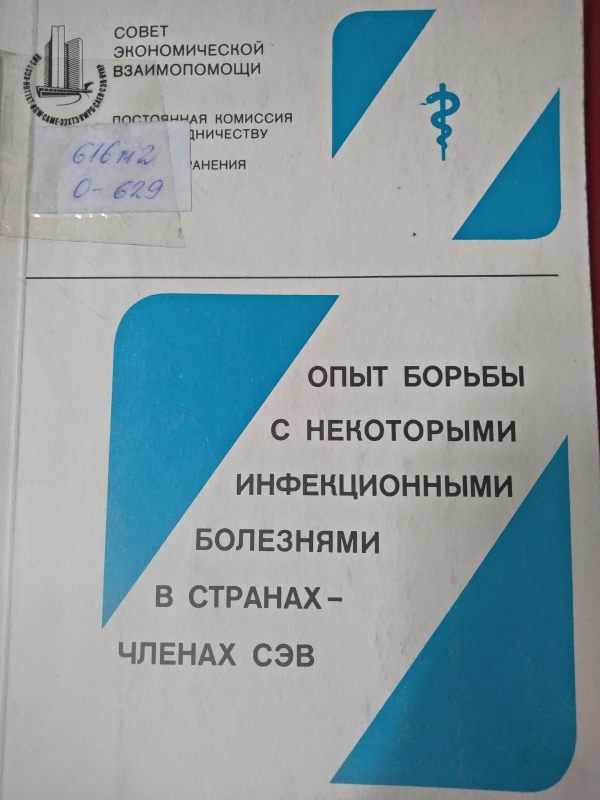 СОВЕТ
ЭКОНОМИЧЕСКОЙ
ВЗАИМОПОМОЩИ
ПОСТОЯННАЯ КОМИССИЯ
616м2
О-629
ОПЫТ БОРЬБЫ
С НЕКОТОРЫМИ
ИНФЕКЦИОННЫМИ
БОЛЕЗНЯМИ
В СТРАНАХ –
ЧЛЕНАХ СЭВ